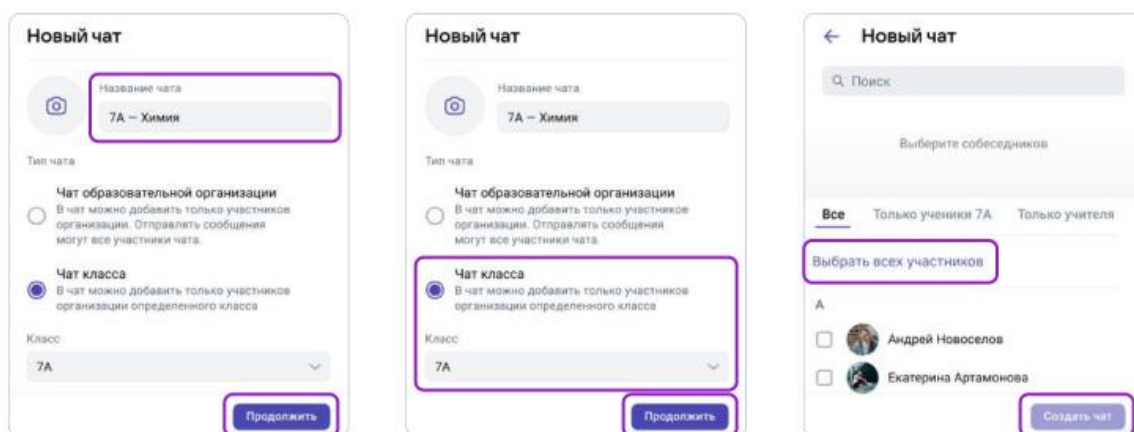 Новый чат
Название чата
7А — Химия
Тип чата
Чат образовательной организации
В чат можно добавить только участников
организации. Отправлять сообщения
могут все участники чата.
Чат класса
В чат можно добавить только участников
организации определенного класса
Класс
7А
Продолжить
Новый чат
Название чата
7А — Химия
Тип чата
Чат образовательной организации
В чат можно добавить только участников
организации. Отправлять сообщения
могут все участники чата.
Чат класса
В чат можно добавить только участников
организации определенного класса
Класс
7А
Продолжить
Новый чат
Поиск
Выберите собеседников
Все Только ученики 7А Только учителя
Выбрать всех участников
А
Андрей Новоселов
Екатерина Артамонова
Создать чат